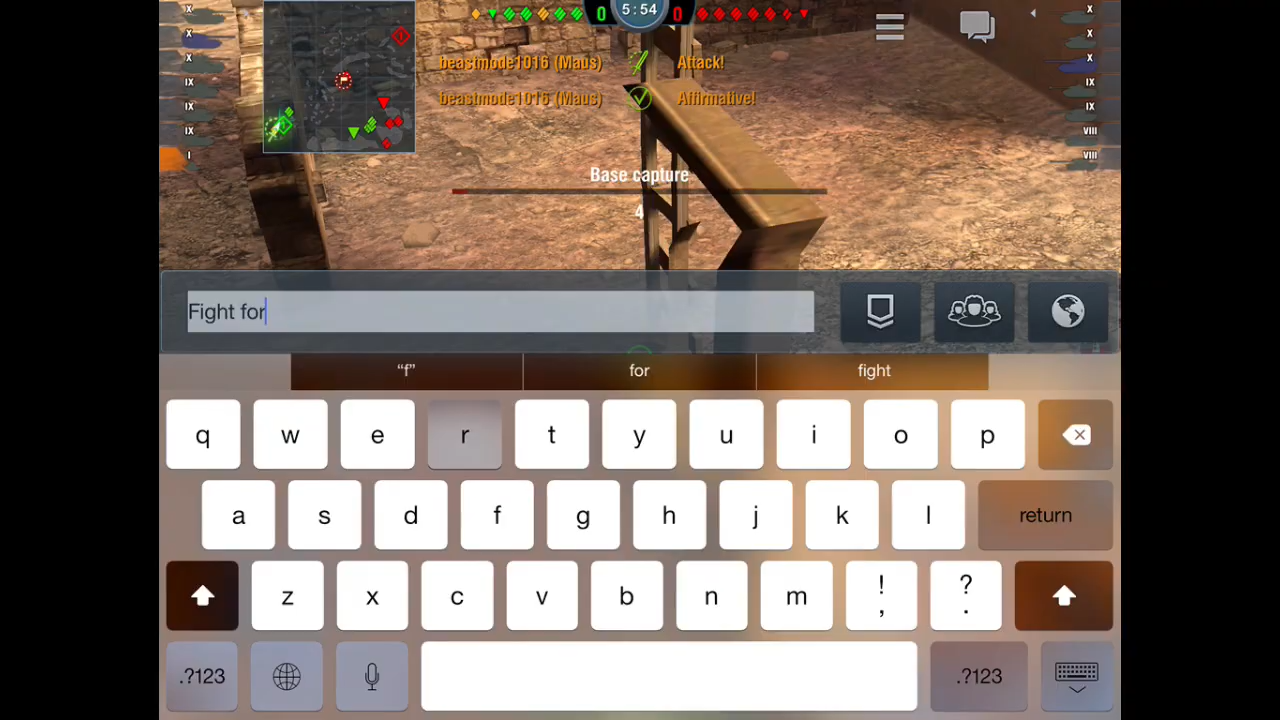 X
X
X
IX
IX
IX
I
0
5:54
0
X
X
X
IX
IX
VIII
VIII
beastmode1016 (Maus) Attack!
beastmode1016 (Maus) Affirmative!
Base capture
4
Fight for
“f” for fight
q w e r t y u i o p
a s d f g h j k l return
z x c v b n m ! , ? .
.?123 .?123